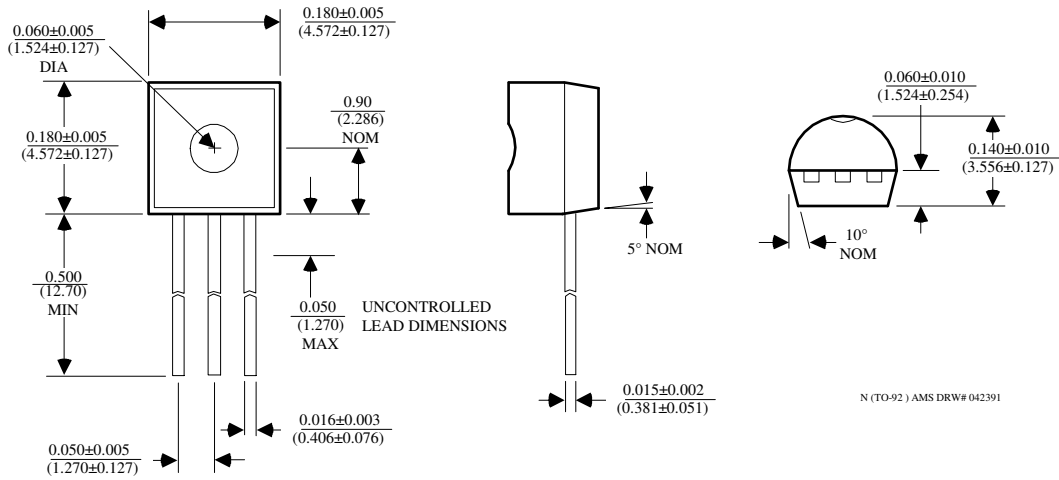 0.060±0.005
(1.524±0.127)
DIA
0.180±0.005
(4.572±0.127)
0.90
(2.286)
NOM
0.180±0.005
(4.572±0.127)
0.500
(12.70)
MIN
0.050
(1.270)
MAX
UNCONTROLLED
LEAD DIMENSIONS
0.016±0.003
(0.406±0.076)
0.050±0.005
(1.270±0.127)
5° NOM
0.015±0.002
(0.381±0.051)
0.060±0.010
(1.524±0.254)
0.140±0.010
(3.556±0.127)
10°
NOM
N (TO-92 ) AMS DRW# 042391